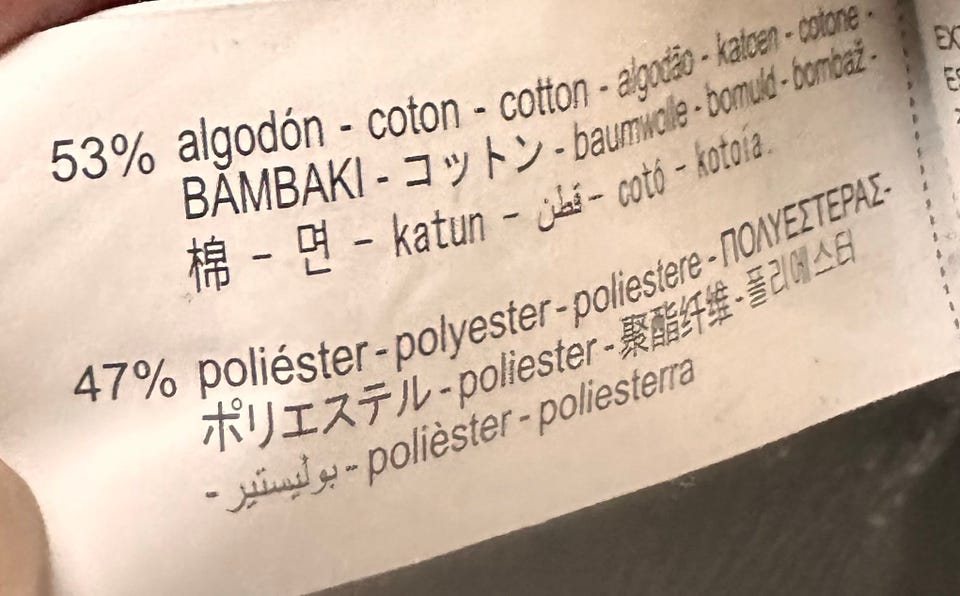 53% algodón - coton - cotton - algodão - katoen - cotone -
BAMBAKI - コットン - baumwolle - bomuld - bombaž -
棉 - 면 - katun - قطن - cotó - kotoia.
47% poliéster - polyester - poliestere - ΠΟΛΥΕΣΤΕΡΑΣ-
ポリエステル - poliester - 聚酯纤维 - 폴리에스터
- بوليستير - polièster - poliesterra